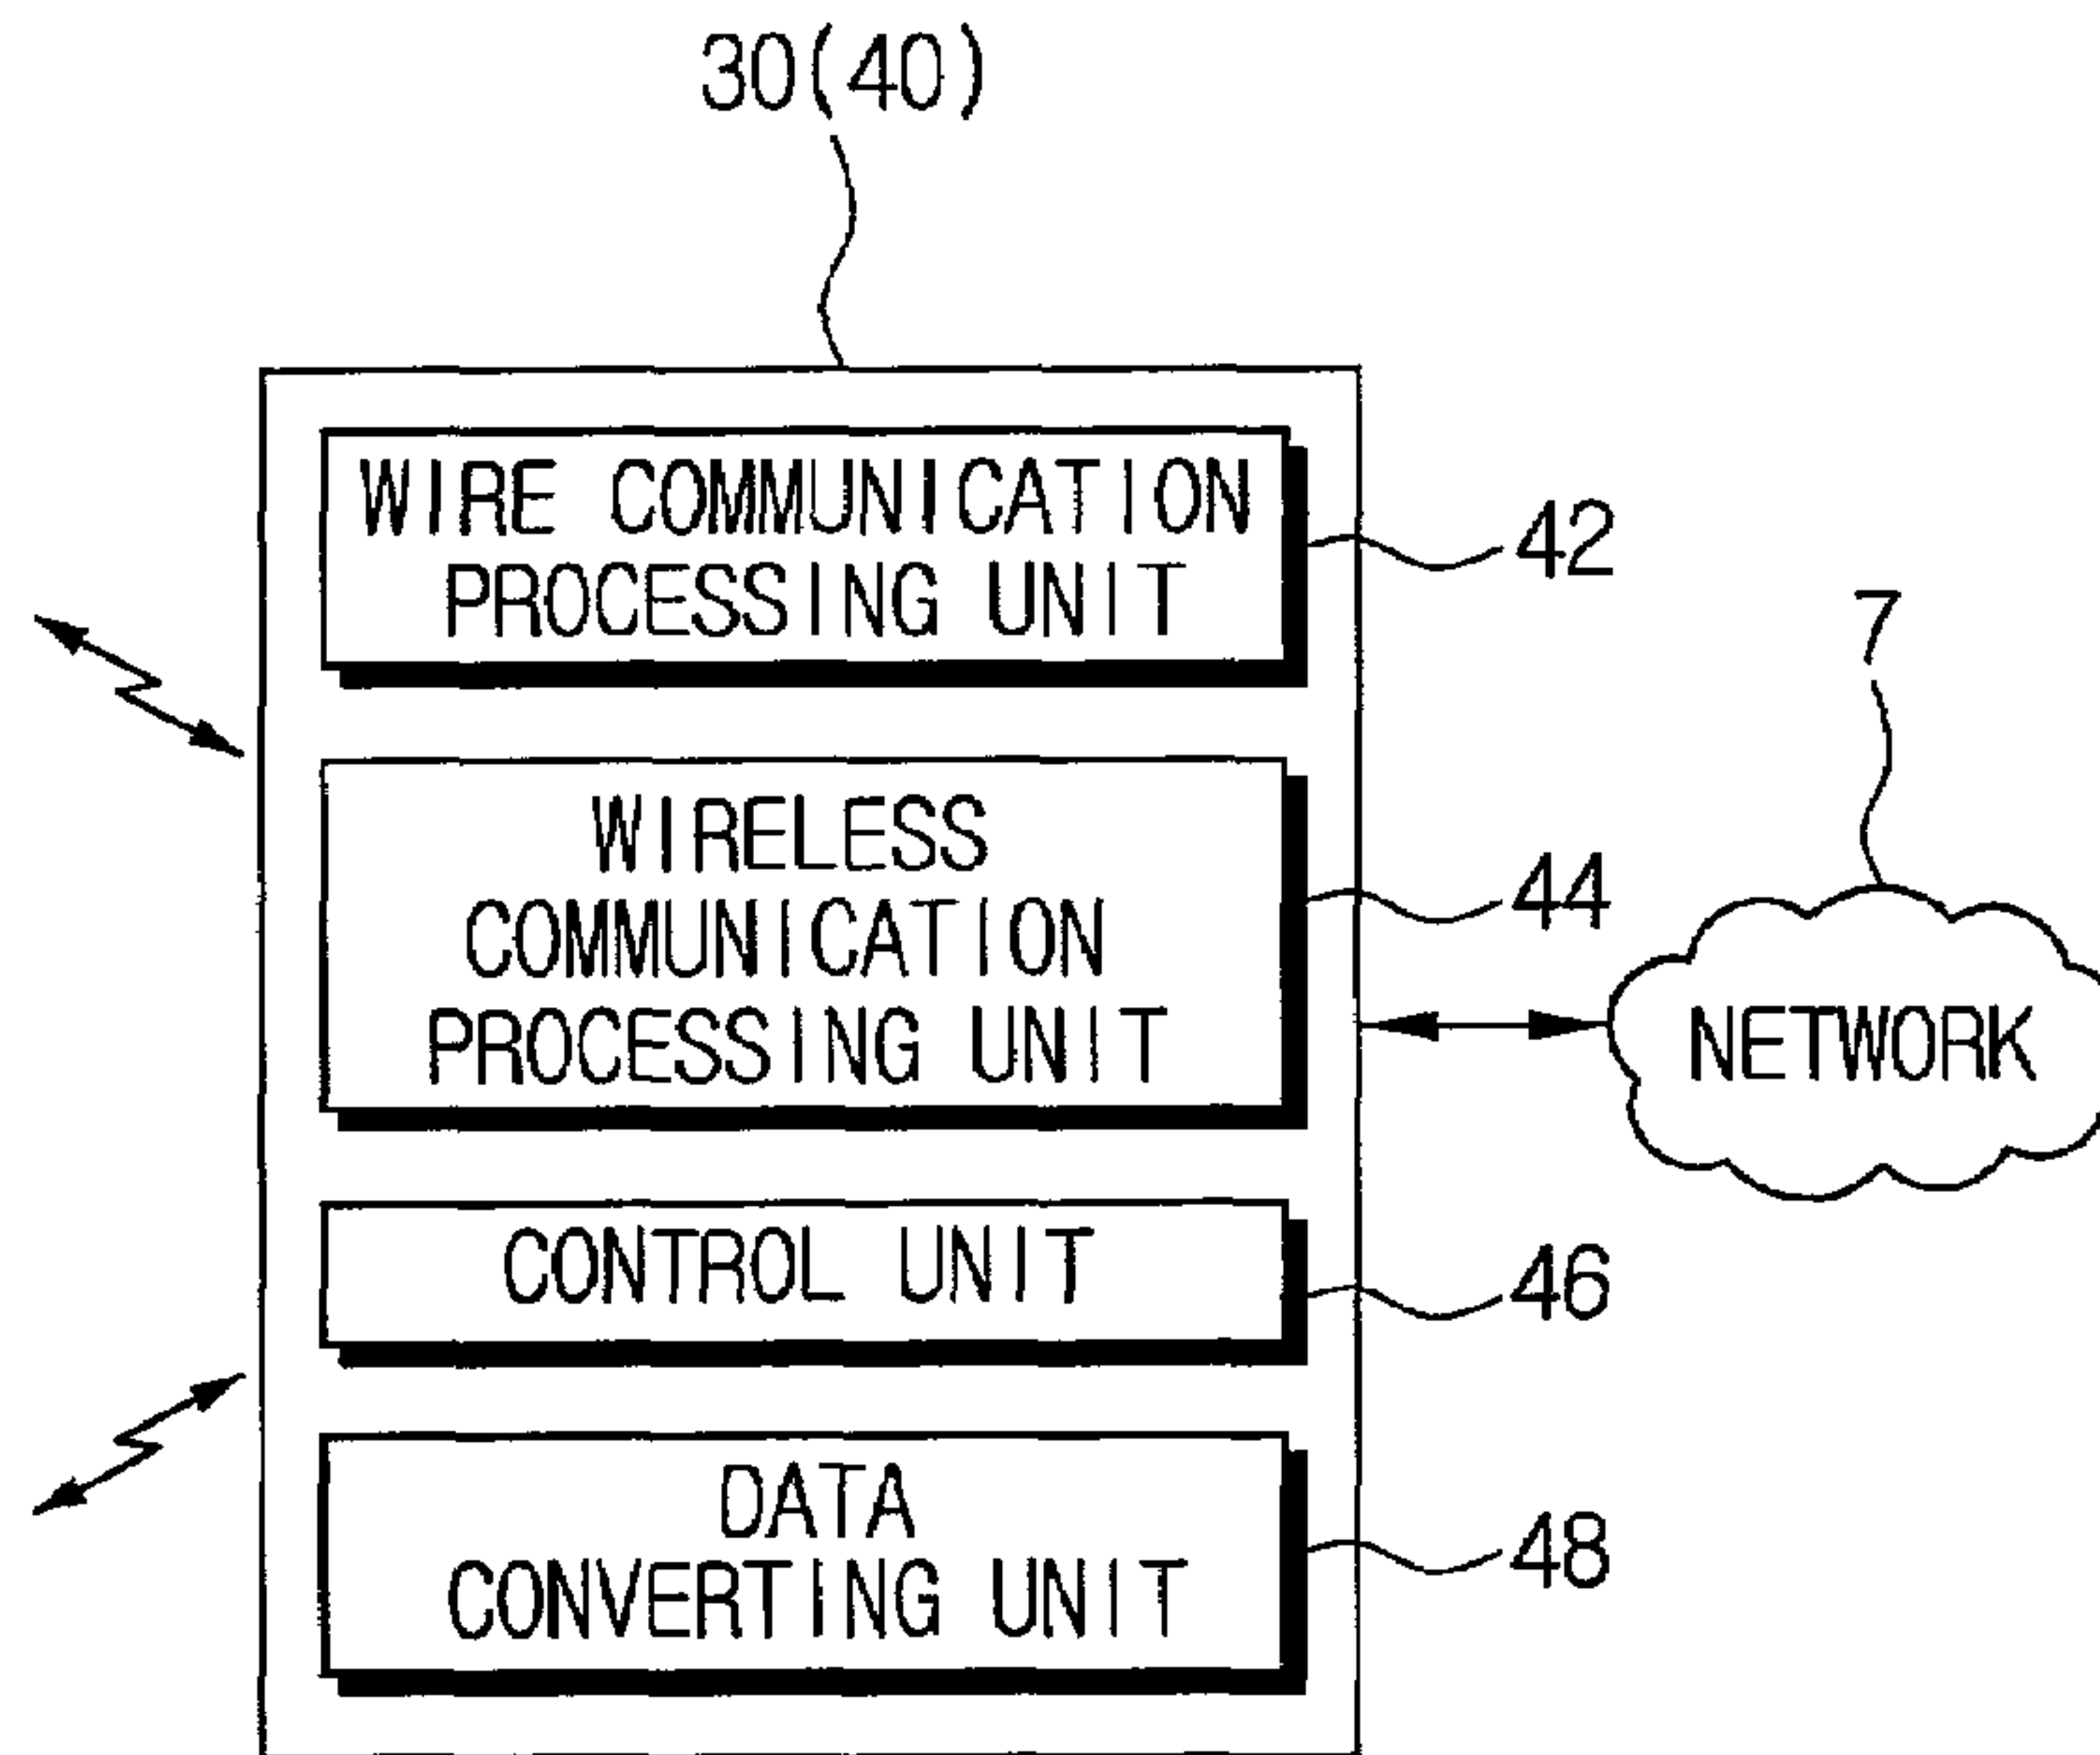 30(40)
WIRE COMMUNICATION
PROCESSING UNIT
42
7
WIRELESS
COMMUNICATION
PROCESSING UNIT
44
NETWORK
CONTROL UNIT
46
DATA
CONVERTING UNIT
48